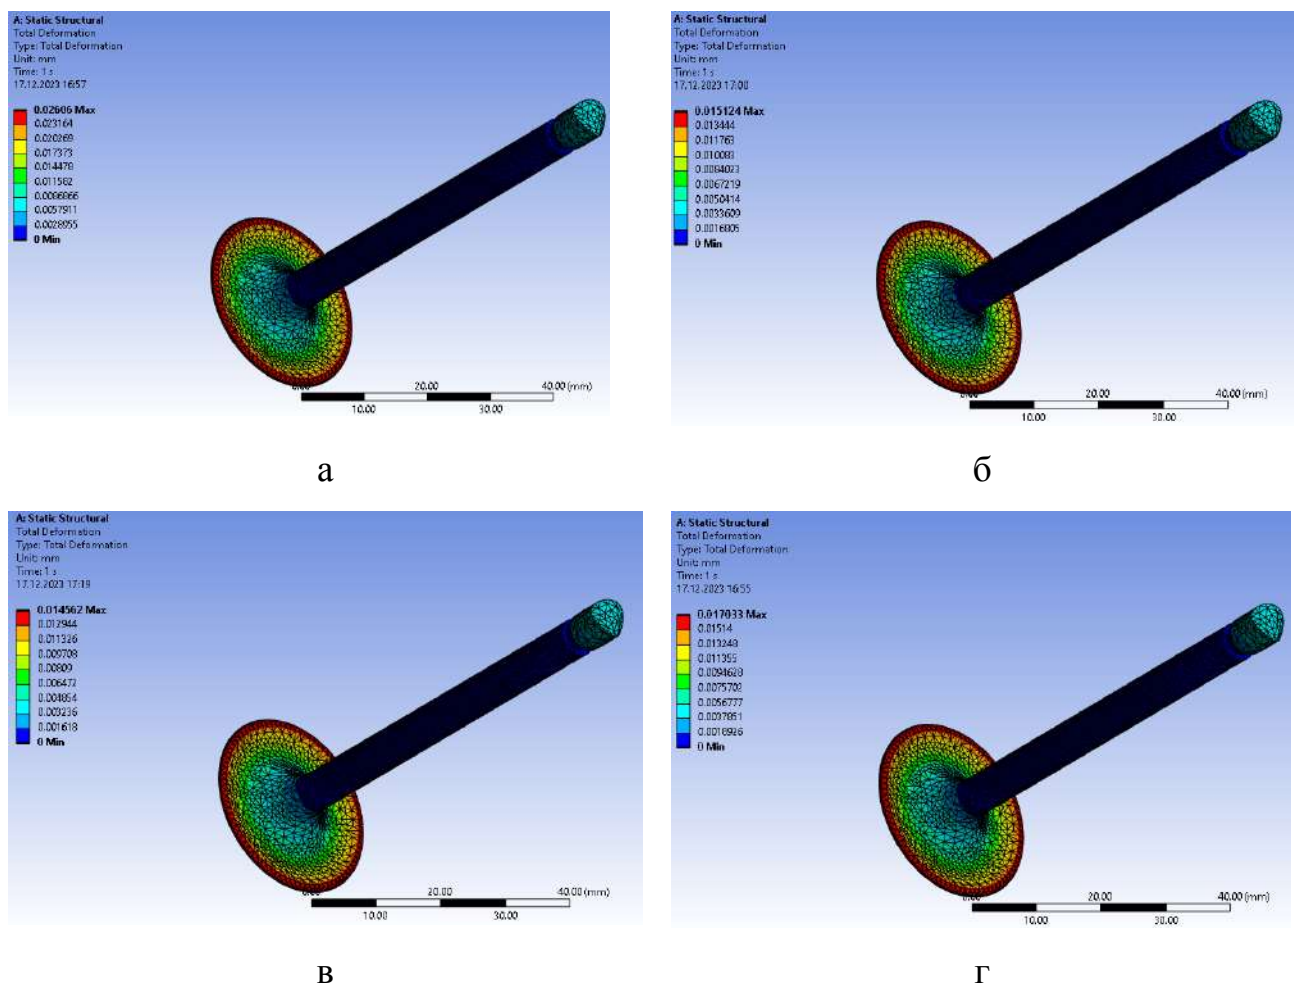 A: Static Structural
Total Deformation
Type: Total Deformation
Unit: mm
Time: 1 s
17.12.2023 16:57
0.02606 Max
0.023164
0.020269
0.017373
0.014478
0.011582
0.0086866
0.0057911
0.0028955
0 Min
0.00
20.00
40.00 (mm)
10.00
30.00
а
A: Static Structural
Total Deformation
Type: Total Deformation
Unit: mm
Time: 1 s
17.12.2023 17:00
0.015124 Max
0.013444
0.011763
0.010083
0.0084023
0.0067219
0.0050414
0.0033609
0.0016805
0 Min
0.00
20.00
40.00 (mm)
10.00
30.00
б
A: Static Structural
Total Deformation
Type: Total Deformation
Unit: mm
Time: 1 s
17.12.2023 17:19
0.014562 Max
0.012944
0.011326
0.009708
0.00809
0.006472
0.004854
0.003236
0.001618
0 Min
0.00
20.00
40.00 (mm)
10.00
30.00
в
A: Static Structural
Total Deformation
Type: Total Deformation
Unit: mm
Time: 1 s
17.12.2023 16:55
0.017033 Max
0.01514
0.013248
0.011355
0.0094628
0.0075702
0.0056777
0.0037851
0.0018926
0 Min
0.00
20.00
40.00 (mm)
10.00
30.00
г